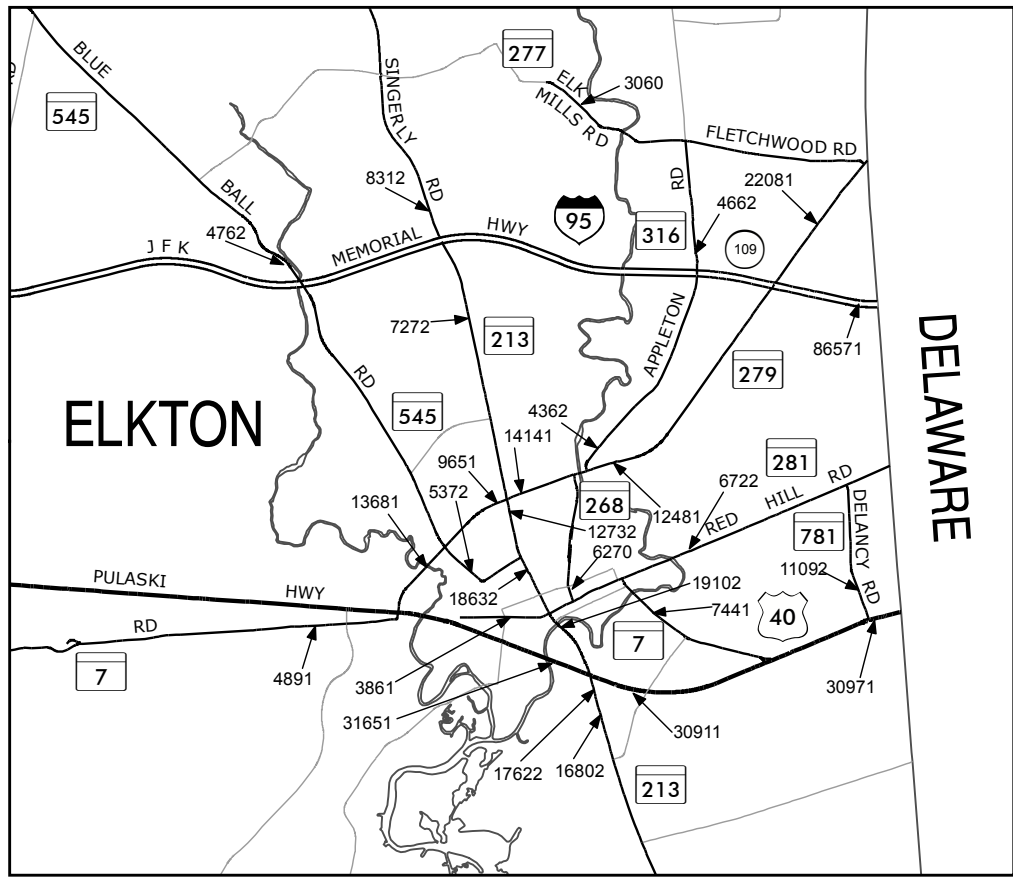 277
ELK
3060
MILLS RD
BLUE
545
SINGERLY
RD
FLETCHWOOD RD
8312
22081
BALL
RD
4662
95
316
109
HWY
4762
MEMORIAL
J F K
7272
213
APPLETON
86571
279
DELAWARE
RD
545
ELKTON
4362
14141
281
9651
6722
RD
13681
5372
268
HILL
12481
RED
781
DELANCY RD
12732
6270
11092
PULASKI
HWY
19102
18632
7441
40
RD
7
7
4891
3861
30971
31651
30911
17622
16802
213